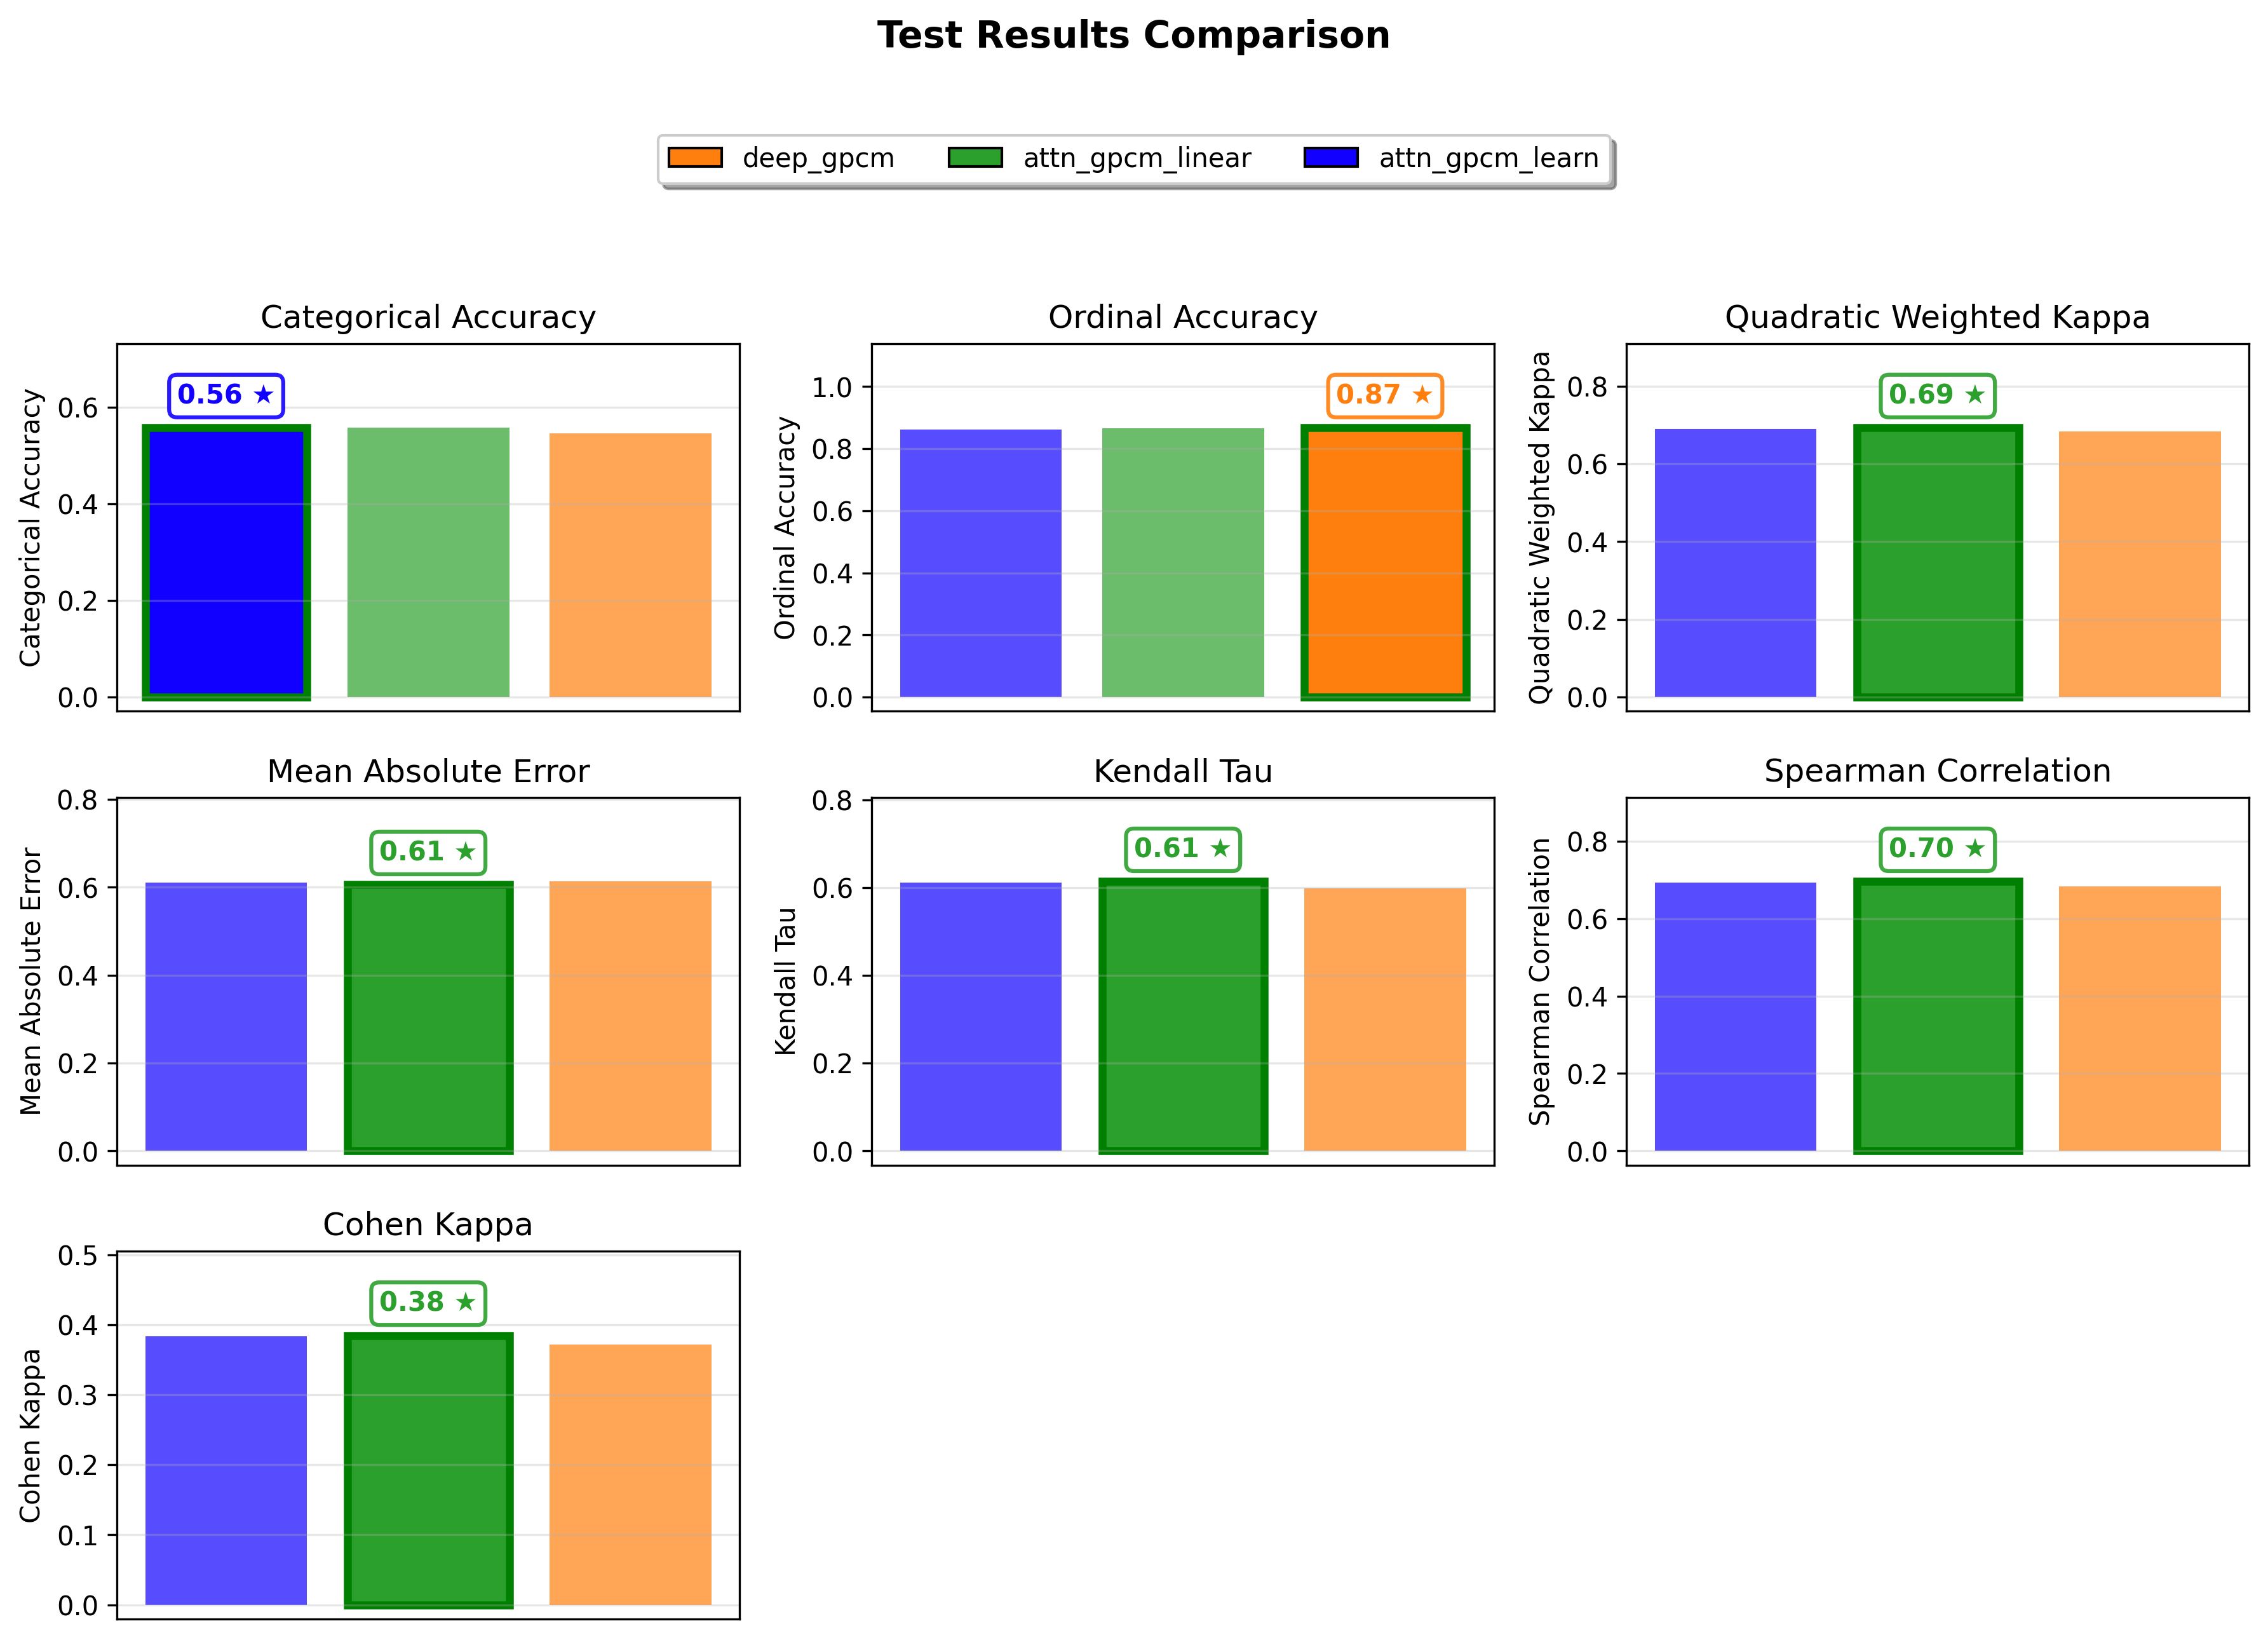 Test Results Comparison
deep_gpcm attn_gpcm_linear attn_gpcm_learn
Categorical Accuracy
Categorical Accuracy
0.6
0.4
0.2
0.0
0.56 ★
Ordinal Accuracy
Ordinal Accuracy
1.0
0.8
0.6
0.4
0.2
0.0
0.87 ★
Quadratic Weighted Kappa
Quadratic Weighted Kappa
0.8
0.6
0.4
0.2
0.0
0.69 ★
Mean Absolute Error
Mean Absolute Error
0.8
0.6
0.4
0.2
0.0
0.61 ★
Kendall Tau
Kendall Tau
0.8
0.6
0.4
0.2
0.0
0.61 ★
Spearman Correlation
Spearman Correlation
0.8
0.6
0.4
0.2
0.0
0.70 ★
Cohen Kappa
Cohen Kappa
0.5
0.4
0.3
0.2
0.1
0.0
0.38 ★